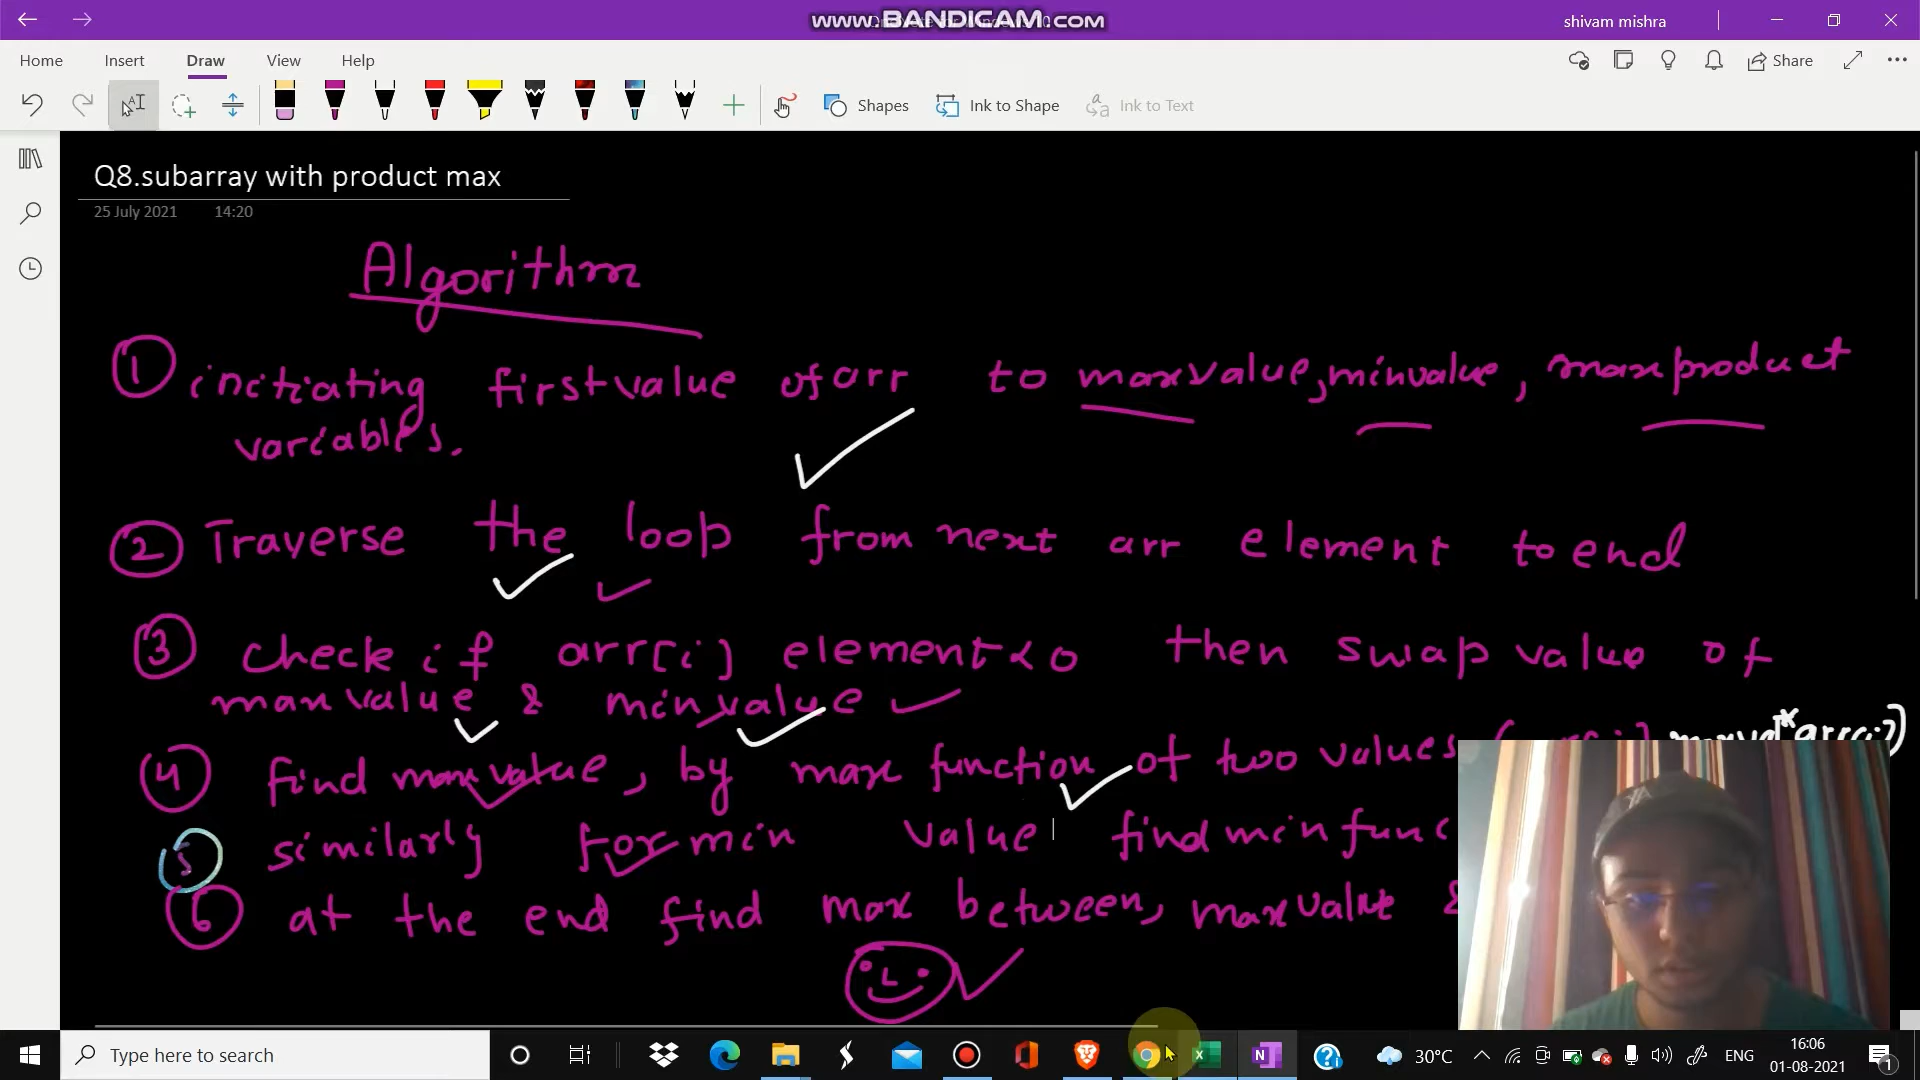 www.BANDICAM.com
shivam mishra
Home Insert Draw View Help
Share
Shapes Ink to Shape Ink to Text
Q8.subarray with product max
25 July 2021 14:20
Algorithm
① initiating first value of arr to maxvalue, minvalue, maxproduct
variables.
② Traverse the loop from next arr element to end
③ check if arr[i] element < 0 then swap value of
maxvalue & minvalue
④ find maxvalue, by max function of two values
⑤ similarly for min value find min func
⑥ at the end find max between, maxvalue &
Type here to search
30°C
ENG
16:06
01-08-2021
1